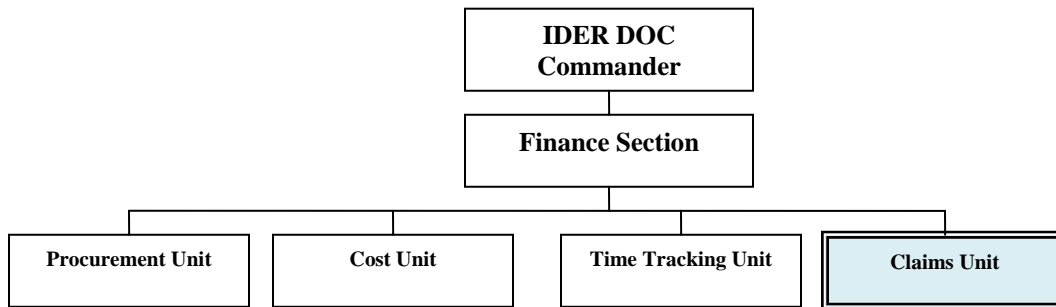 IDER DOC
Commander
Finance Section
Procurement Unit
Cost Unit
Time Tracking Unit
Claims Unit